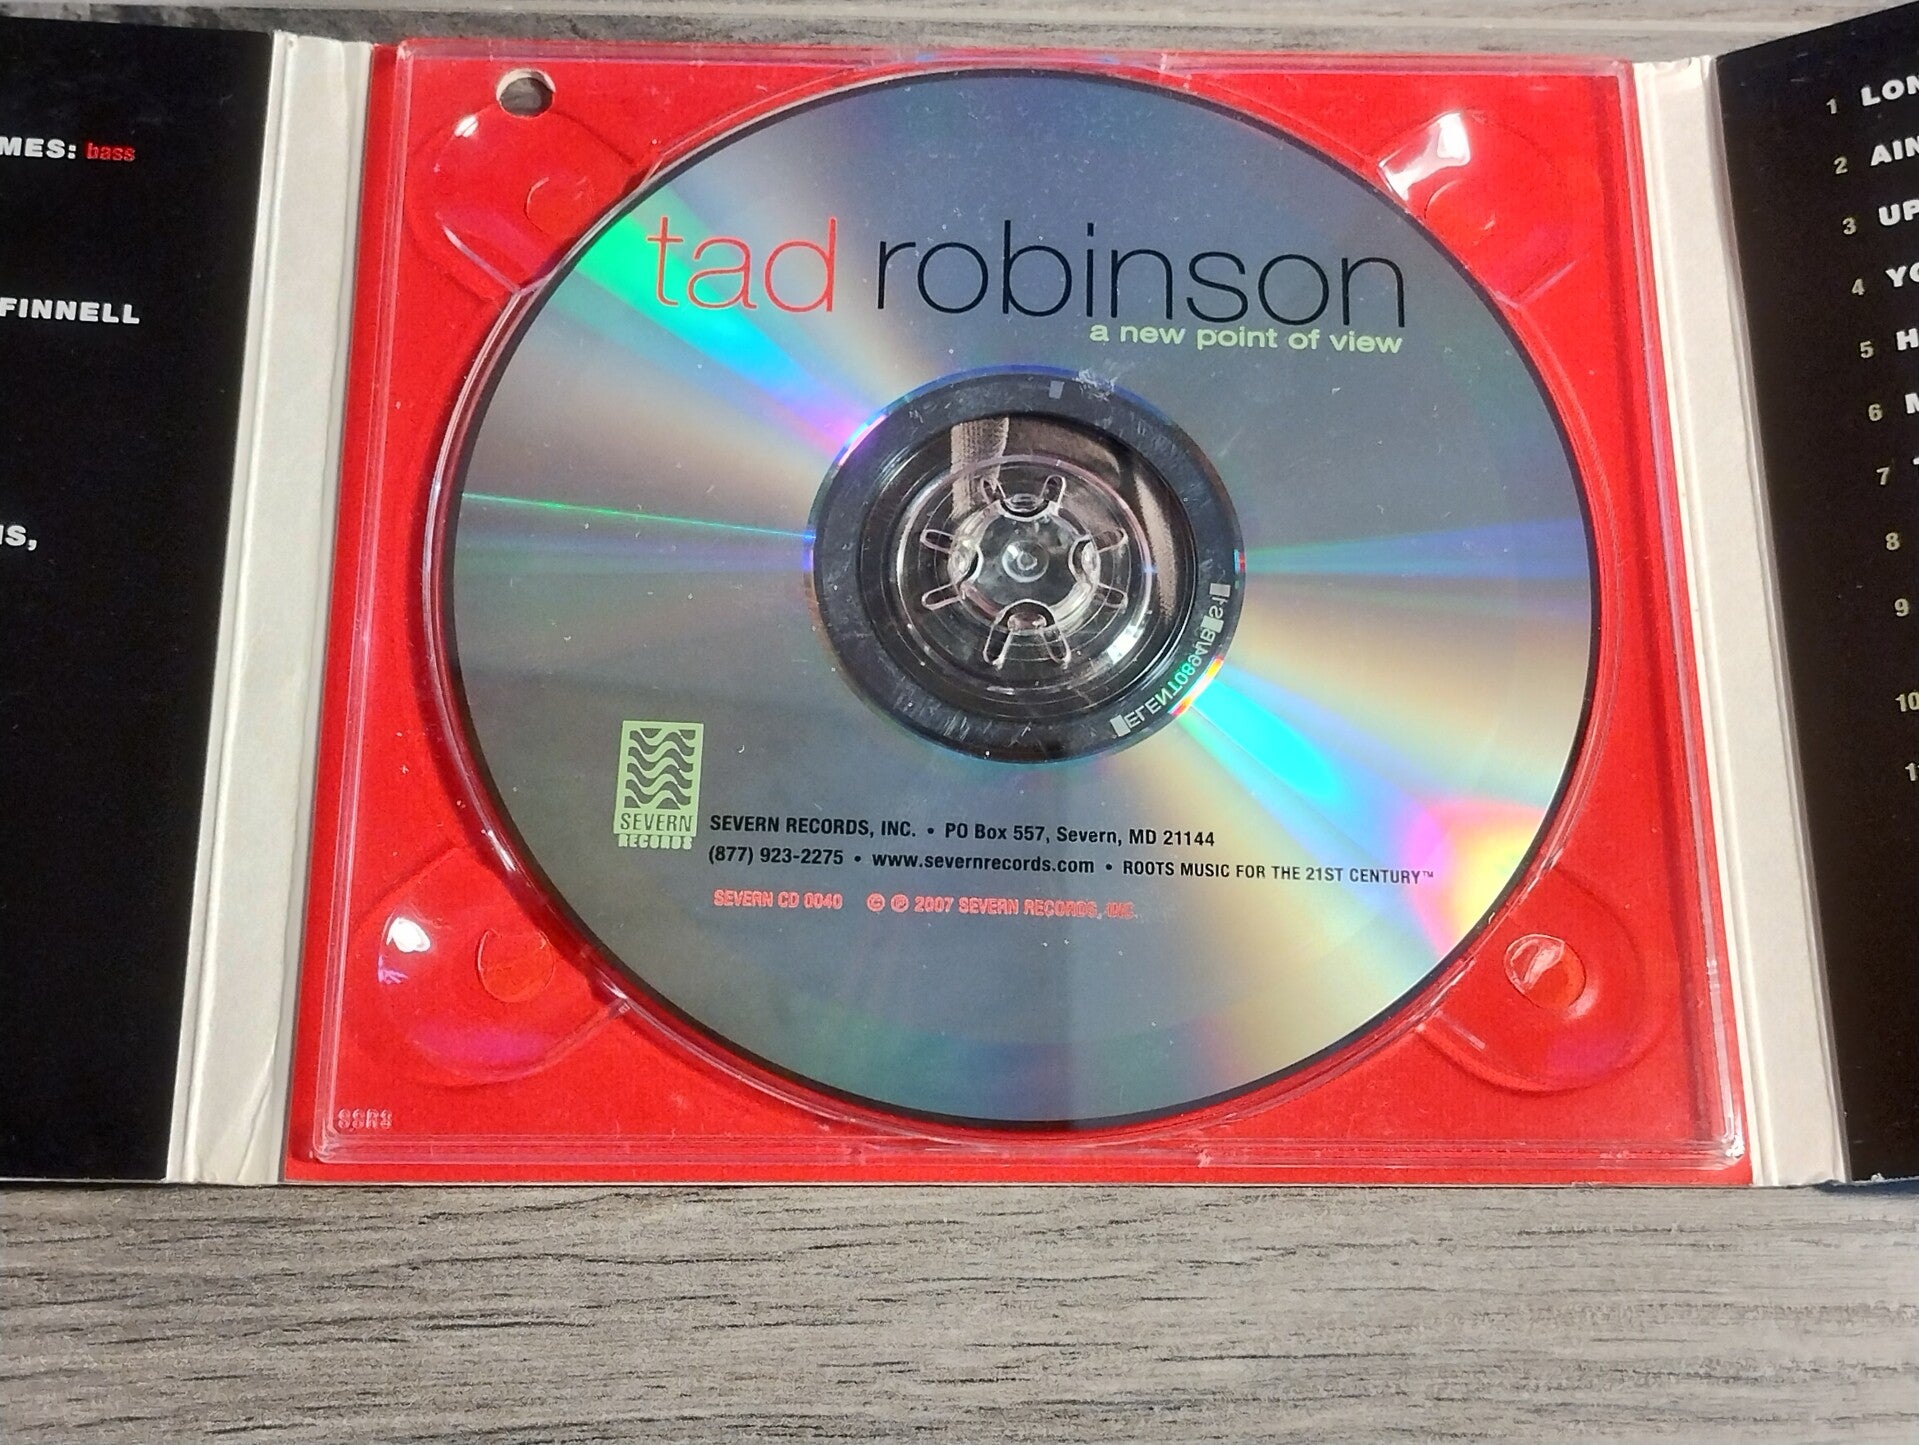 MES: bass
FINNELL
IS,
tad robinson
a new point of view
SEVERN
RECORDS
SEVERN RECORDS, INC. • PO Box 557, Severn, MD 21144
(877) 923-2275 • www.severnrecords.com • ROOTS MUSIC FOR THE 21ST CENTURY™
SEVERN CD 0040 © ℗ 2007 SEVERN RECORDS, INC.
1 LON
2 AIN
3 UP
4 YO
5 H
6 M
7
8
9
10
11